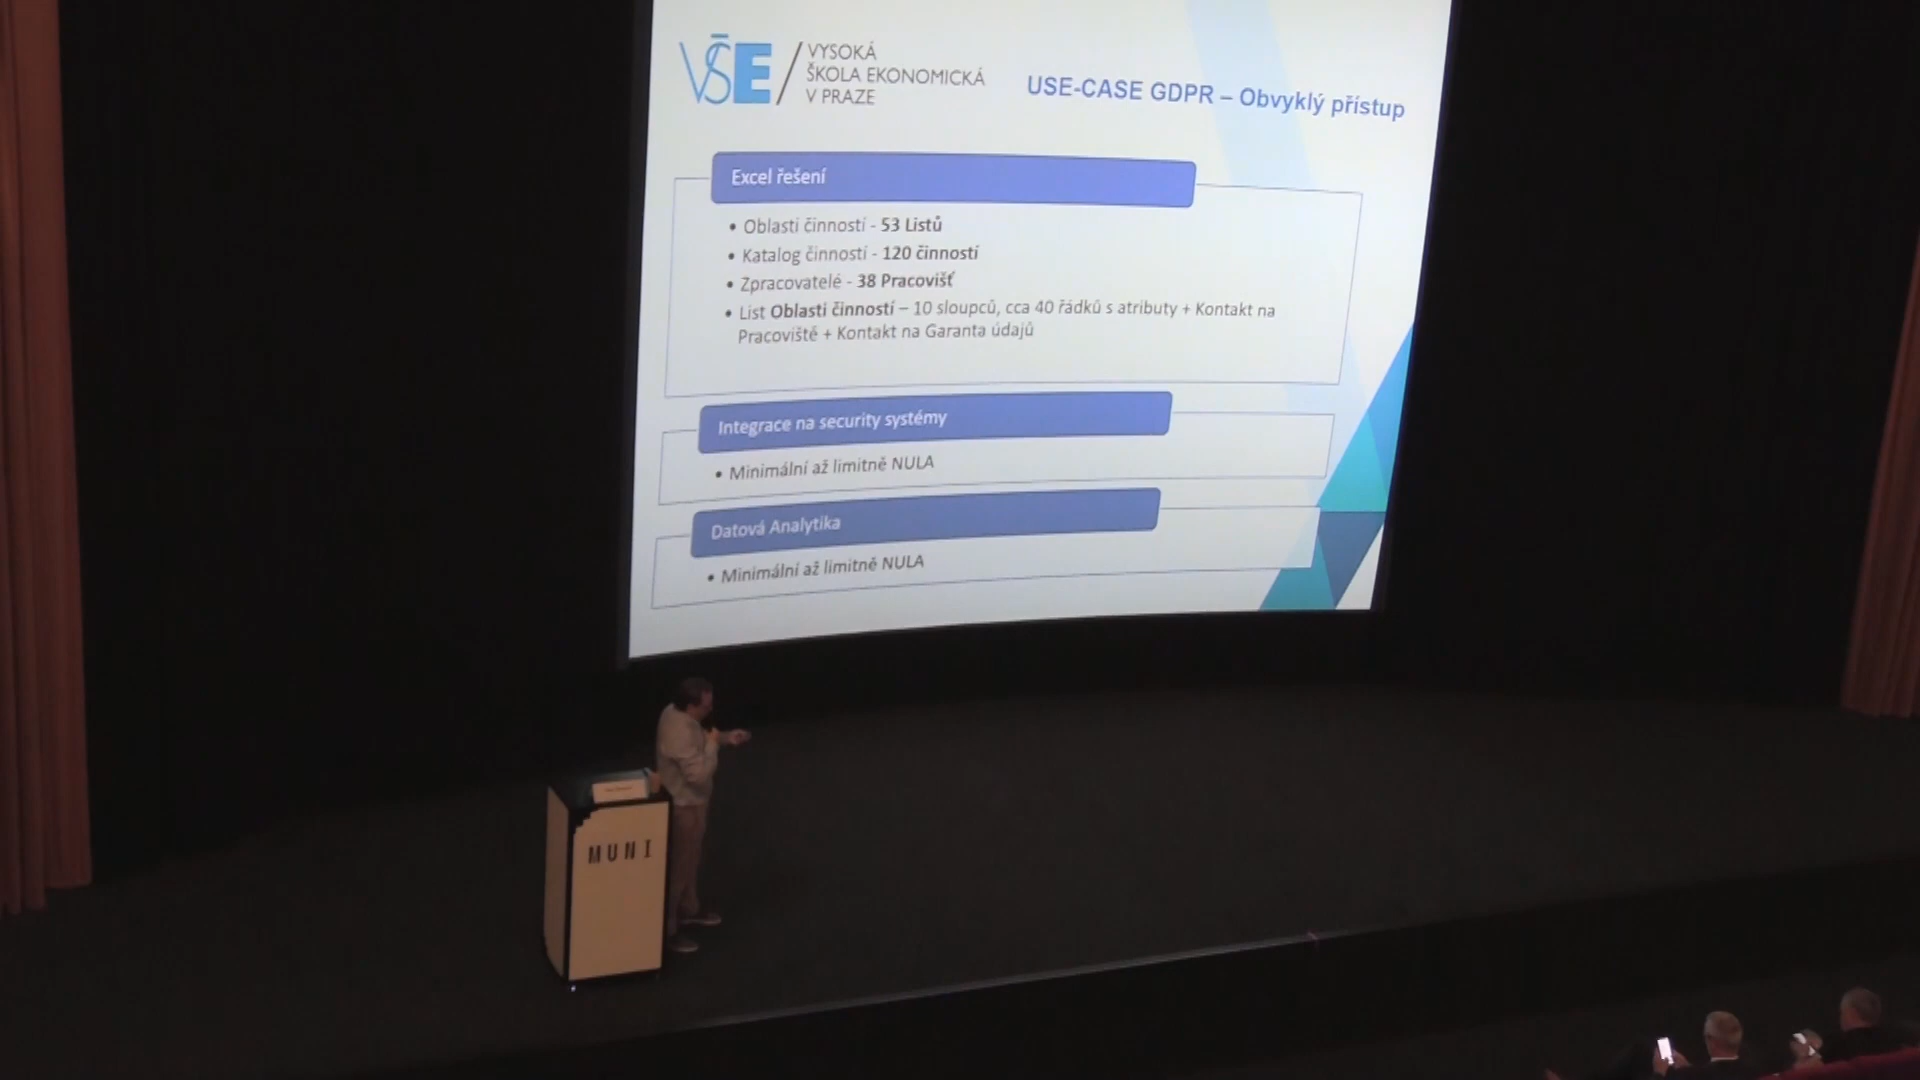 VŠE / VYSOKÁ
ŠKOLA EKONOMICKÁ
V PRAZE
USE-CASE GDPR – Obvyklý přístup
Excel řešení
• Oblasti činností - 53 Listů
• Katalog činností - 120 činností
• Zpracovatelé - 38 Pracovišť
• List Oblasti činností – 10 sloupců, cca 40 řádků s atributy + Kontakt na
Pracoviště + Kontakt na Garanta údajů
Integrace na security systémy
• Minimální až limitně NULA
Datová Analytika
• Minimální až limitně NULA
MUNI